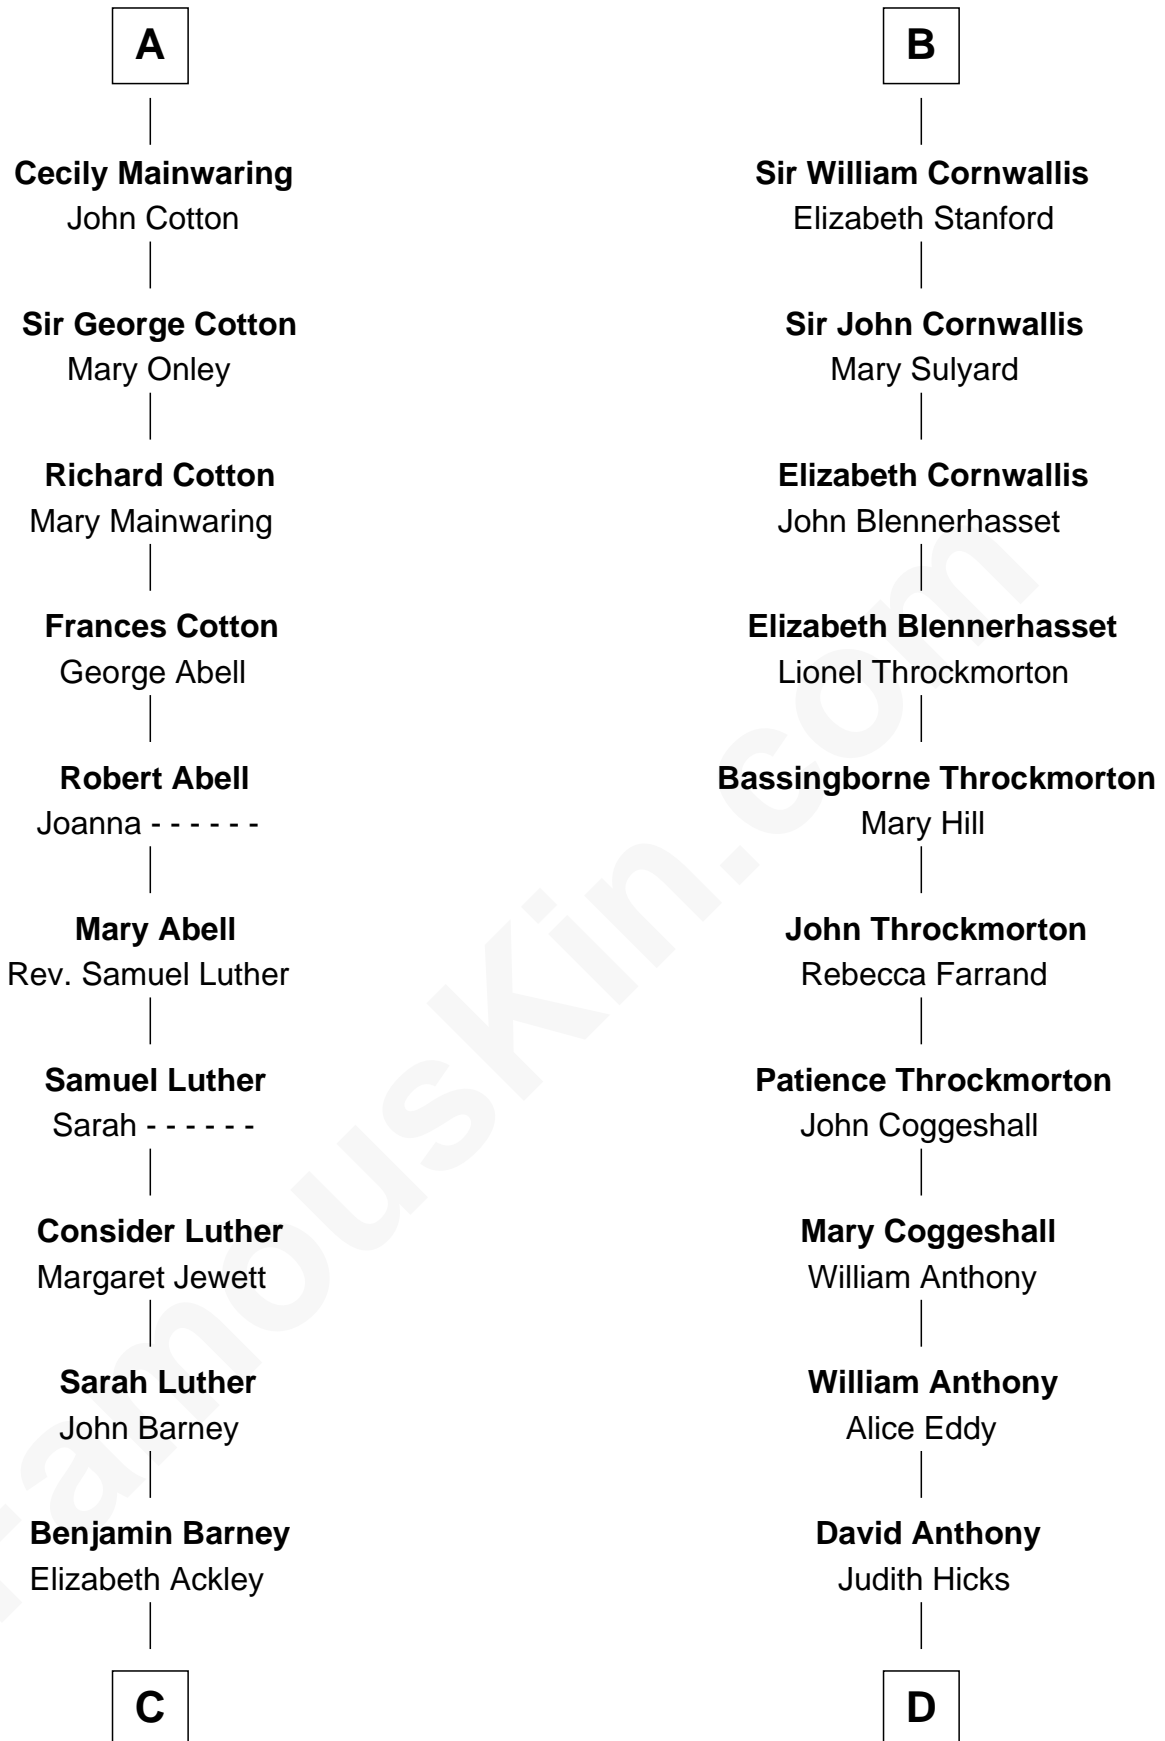 A
Cecily Mainwaring
John Cotton
Sir George Cotton
Mary Onley
Richard Cotton
Mary Mainwaring
Frances Cotton
George Abell
Robert Abell
Joanna - - - - - -
Mary Abell
Rev. Samuel Luther
Samuel Luther
Sarah - - - - - -
Consider Luther
Margaret Jewett
Sarah Luther
John Barney
Benjamin Barney
Elizabeth Ackley
C
B
Sir William Cornwallis
Elizabeth Stanford
Sir John Cornwallis
Mary Sulyard
Elizabeth Cornwallis
John Blennerhasset
Elizabeth Blennerhasset
Lionel Throckmorton
Bassingborne Throckmorton
Mary Hill
John Throckmorton
Rebecca Farrand
Patience Throckmorton
John Coggeshall
Mary Coggeshall
William Anthony
William Anthony
Alice Eddy
David Anthony
Judith Hicks
D
FamousKin.com